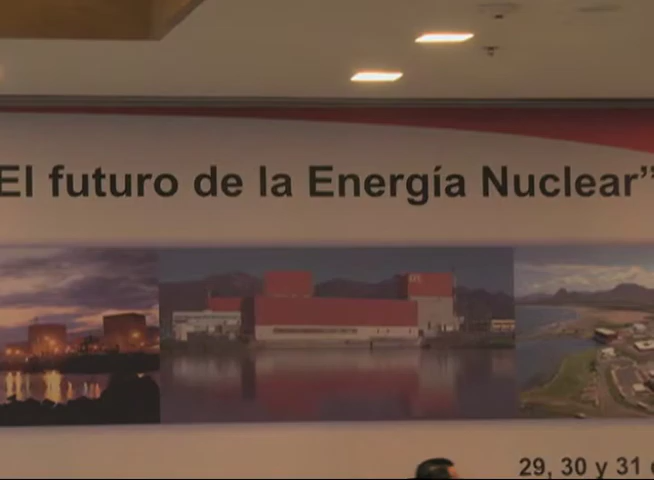 El futuro de la Energía Nuclear”
29, 30 y 31